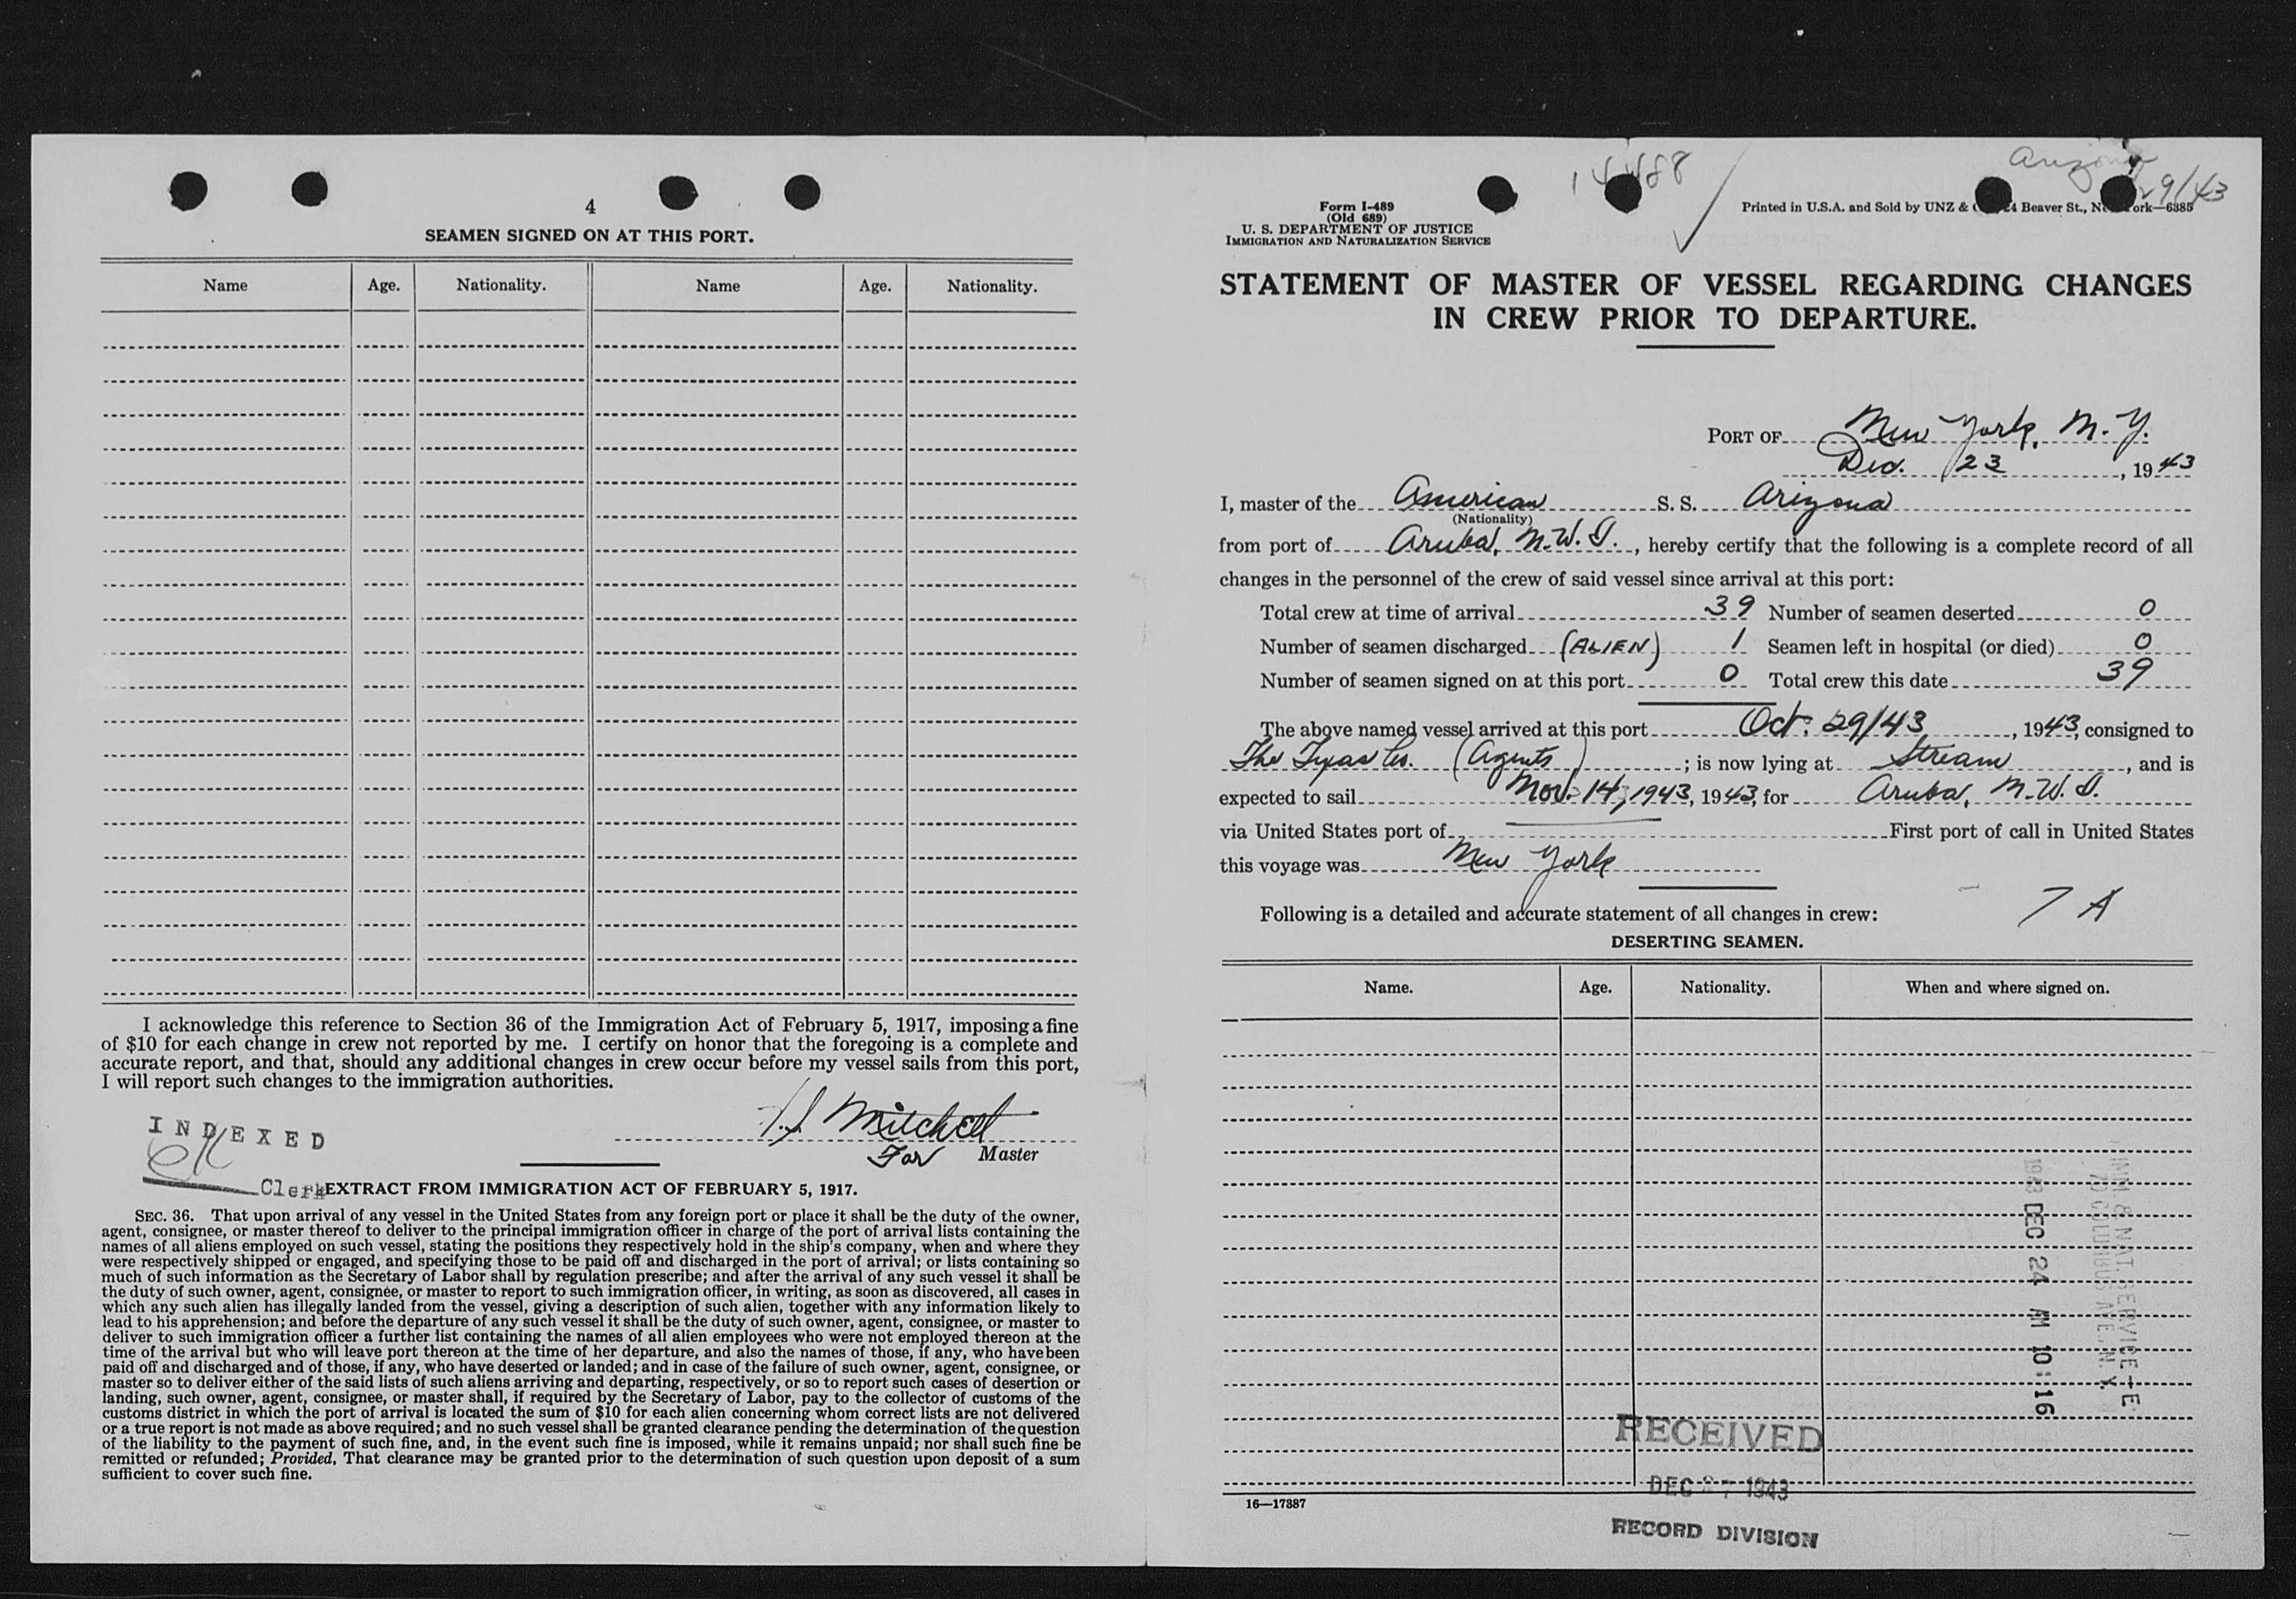 4
SEAMEN SIGNED ON AT THIS PORT.
Name Age. Nationality. Name Age. Nationality.
I acknowledge this reference to Section 36 of the Immigration Act of February 5, 1917, imposing a fine
of $10 for each change in crew not reported by me. I certify on honor that the foregoing is a complete and
accurate report, and that, should any additional changes in crew occur before my vessel sails from this port,
I will report such changes to the immigration authorities.
INDEXED
Mitchell
For Master
Clerk
EXTRACT FROM IMMIGRATION ACT OF FEBRUARY 5, 1917.
SEC. 36. That upon arrival of any vessel in the United States from any foreign port or place it shall be the duty of the owner,
agent, consignee, or master thereof to deliver to the principal immigration officer in charge of the port of arrival lists containing the
names of all aliens employed on such vessel, stating the positions they respectively hold in the ship's company, when and where they
were respectively shipped or engaged, and specifying those to be paid off and discharged in the port of arrival; or lists containing so
much of such information as the Secretary of Labor shall by regulation prescribe; and after the arrival of any such vessel it shall be
the duty of such owner, agent, consignee, or master to report to such immigration officer, in writing, as soon as discovered, all cases in
which any such alien has illegally landed from the vessel, giving a description of such alien, together with any information likely to
lead to his apprehension; and before the departure of any such vessel it shall be the duty of such owner, agent, consignee, or master to
deliver to such immigration officer a further list containing the names of all alien employees who were not employed thereon at the
time of the arrival but who will leave port thereon at the time of her departure, and also the names of those, if any, who have been
paid off and discharged and of those, if any, who have deserted or landed; and in case of the failure of such owner, agent, consignee, or
master so to deliver either of the said lists of such aliens arriving and departing, respectively, or so to report such cases of desertion or
landing, such owner, agent, consignee, or master shall, if required by the Secretary of Labor, pay to the collector of customs of the
customs district in which the port of arrival is located the sum of $10 for each alien concerning whom correct lists are not delivered
or a true report is not made as above required; and no such vessel shall be granted clearance pending the determination of the question
of the liability to the payment of such fine, and, in the event such fine is imposed, while it remains unpaid; nor shall such fine be
remitted or refunded; Provided, That clearance may be granted prior to the determination of such question upon deposit of a sum
sufficient to cover such fine.
Arizona
29/43
Form I-489
(Old 689)
U. S. DEPARTMENT OF JUSTICE
IMMIGRATION AND NATURALIZATION SERVICE
Printed in U.S.A. and Sold by UNZ & Beaver St., 6385
STATEMENT OF MASTER OF VESSEL REGARDING CHANGES
IN CREW PRIOR TO DEPARTURE.
PORT OF New York, N.Y.
Dec. 23, 1943
I, master of the American S. S. Arizona
(Nationality)
from port of Aruba, N.W.I., hereby certify that the following is a complete record of all
changes in the personnel of the crew of said vessel since arrival at this port:
Total crew at time of arrival 39 Number of seamen deserted 0
Number of seamen discharged (ALIEN) 1 Seamen left in hospital (or died) 0
Number of seamen signed on at this port 0 Total crew this date 39
The above named vessel arrived at this port Oct. 29/43, 1943, consigned to
The Texas Co. (Agents); is now lying at Stream, and is
expected to sail Nov. 14, 1943, 1943, for Aruba, N.W.I.
via United States port of First port of call in United States
this voyage was New York
7 A
Following is a detailed and accurate statement of all changes in crew:
DESERTING SEAMEN.
Name. Age. Nationality. When and where signed on.
IMM. & NAT. SERVICE
70 COLUMBUS AVE. N.Y.
1943 DEC 24 AM 10:16
RECEIVED
DEC 27 1943
RECORD DIVISION
16—17387